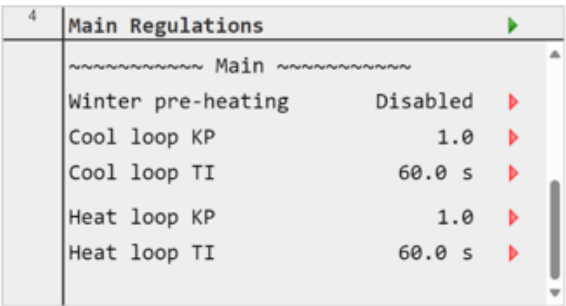 4
Main Regulations
~~~~~~~~~~~ Main ~~~~~~~~~~~
Winter pre-heating Disabled
Cool loop KP 1.0
Cool loop TI 60.0 s
Heat loop KP 1.0
Heat loop TI 60.0 s